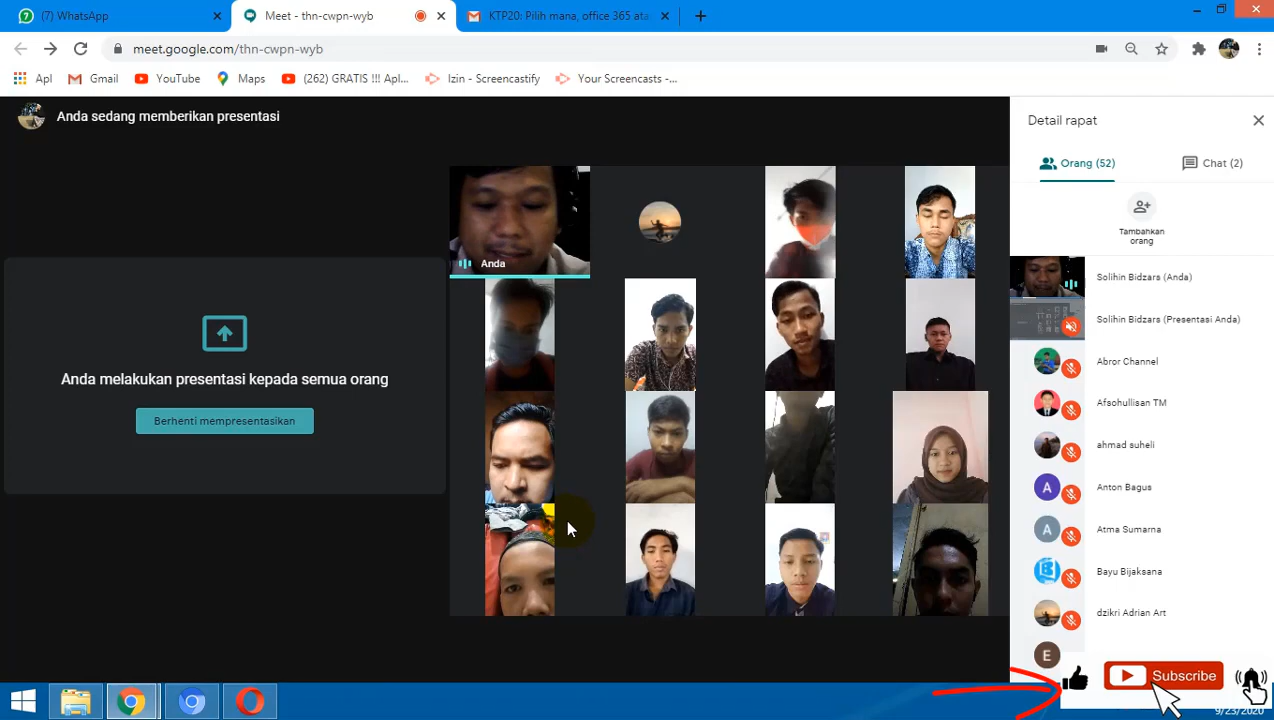 7
(7) WhatsApp
Meet - thn-cwpn-wyb
KTP20: Pilih mana, office 365 ata
meet.google.com/thn-cwpn-wyb
Apl
Gmail
YouTube
Maps
(262) GRATIS !!! Apl...
Izin - Screencastify
Your Screencasts -...
Anda sedang memberikan presentasi
Detail rapat
Orang (52)
Chat (2)
Tambahkan
orang
Anda
Anda melakukan presentasi kepada semua orang
Berhenti mempresentasikan
Solihin Bidzars (Anda)
Solihin Bidzars (Presentasi Anda)
Abror Channel
Afsohullisan TM
ahmad suheli
A
Anton Bagus
A
Atma Sumarna
Bayu Bijaksana
dzikri Adrian Art
E
Subscribe
9/23/2020